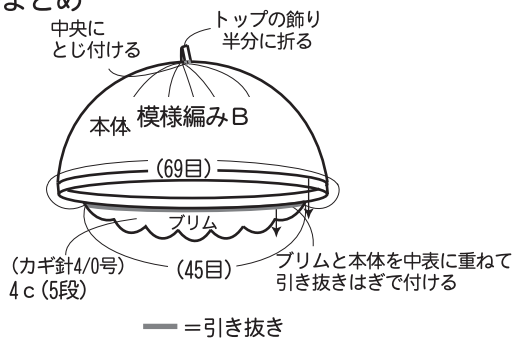 まとめ
中央に
とじ付ける
トップの飾り
半分に折る
本体 模様編みB
(69目)
ブリム
(カギ針4/0号)
4c(5段)
(45目)
ブリムと本体を中表に重ねて
引き抜きはぎで付ける
=引き抜き